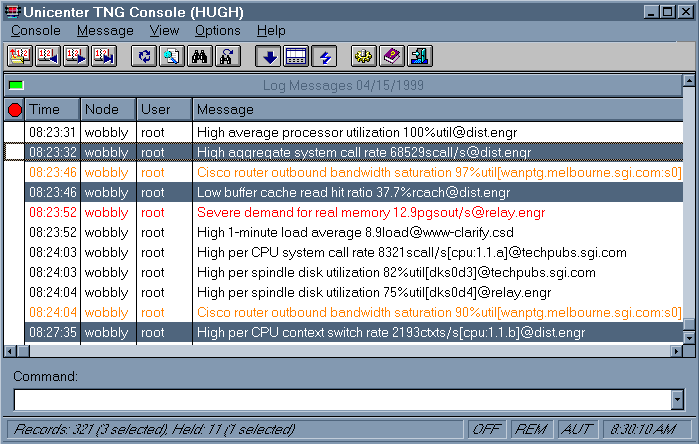 Unicenter TNG Console (HUGH)
Console Message View Options Help
Log Messages 04/15/1999
Time Node User Message
08:23:31 wobbly root High average processor utilization 100%util@dist.engr
08:23:32 wobbly root High aggregate system call rate 68529scall/s@dist.engr
08:23:46 wobbly root Cisco router outbound bandwidth saturation 97%util[wanptg.melbourne.sgi.com:s0]
08:23:46 wobbly root Low buffer cache read hit ratio 37.7%rcach@dist.engr
08:23:52 wobbly root Severe demand for real memory 12.9pgsout/s@relay.engr
08:23:52 wobbly root High 1-minute load average 8.9load@www-clarify.csd
08:24:03 wobbly root High per CPU system call rate 8321scall/s[cpu:1.1.a]@techpubs.sgi.com
08:24:03 wobbly root High per spindle disk utilization 82%util[dks0d3]@techpubs.sgi.com
08:24:04 wobbly root High per spindle disk utilization 75%util[dks0d4]@relay.engr
08:24:04 wobbly root Cisco router outbound bandwidth saturation 90%util[wanptg.melbourne.sgi.com:s0]
08:27:35 wobbly root High per CPU context switch rate 2193ctxts/s[cpu:1.1.b]@dist.engr
Command:
Records: 321 (3 selected), Held: 11 (1 selected) OFF REM AUT 8:30:10 AM